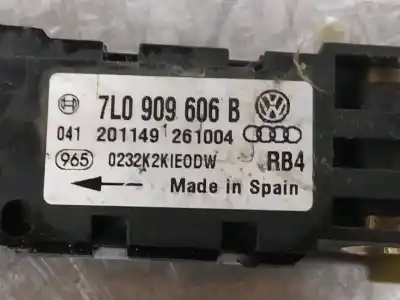 7L0 909 606 B
041 201149 261004
965 0232K2KIE0DW RB4
Made in Spain